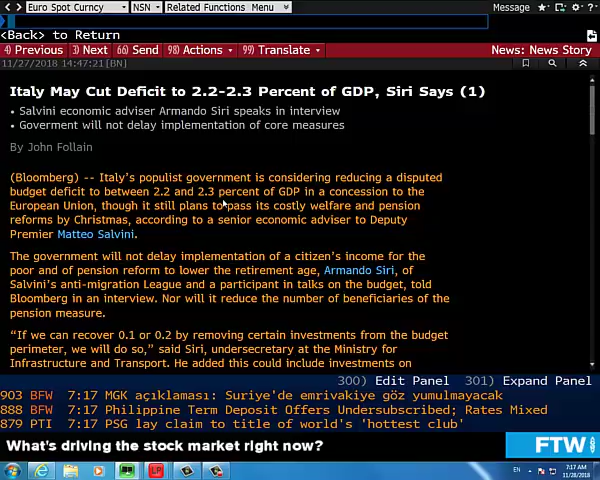 Euro Spot Curncy NSN Related Functions Menu Message
<Back> to Return
4) Previous 3) Next 66) Send 98) Actions 99) Translate News: News Story
11/27/2018 14:47:21[BN]
Italy May Cut Deficit to 2.2-2.3 Percent of GDP, Siri Says (1)
• Salvini economic adviser Armando Siri speaks in interview
• Goverment will not delay implementation of core measures
By John Follain
(Bloomberg) -- Italy's populist government is considering reducing a disputed
budget deficit to between 2.2 and 2.3 percent of GDP in a concession to the
European Union, though it still plans to pass its costly welfare and pension
reforms by Christmas, according to a senior economic adviser to Deputy
Premier Matteo Salvini.
The government will not delay implementation of a citizen's income for the
poor and of pension reform to lower the retirement age, Armando Siri, of
Salvini's anti-migration League and a participant in talks on the budget, told
Bloomberg in an interview. Nor will it reduce the number of beneficiaries of the
pension measure.
“If we can recover 0.1 or 0.2 by removing certain investments from the budget
perimeter, we will do so,” said Siri, undersecretary at the Ministry for
Infrastructure and Transport. He added this could include investments on
300) Edit Panel 301) Expand Panel
903 BFW 7:17 MGK açıklaması: Suriye'de emrivakiye göz yumulmayacak
888 BFW 7:17 Philippine Term Deposit Offers Undersubscribed; Rates Mixed
879 PTI 7:17 PSG lay claim to title of world's 'hottest club'
What's driving the stock market right now? FTW
EN 7:17 AM
11/28/2018